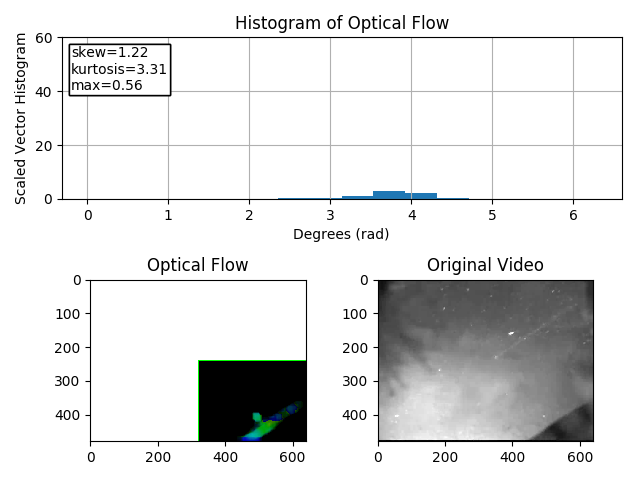 Histogram of Optical Flow
Scaled Vector Histogram
60
40
20
0
skew=1.22
kurtosis=3.31
max=0.56
0 1 2 3 4 5 6
Degrees (rad)
Optical Flow
0
100
200
300
400
0 200 400 600
Original Video
0
100
200
300
400
0 200 400 600